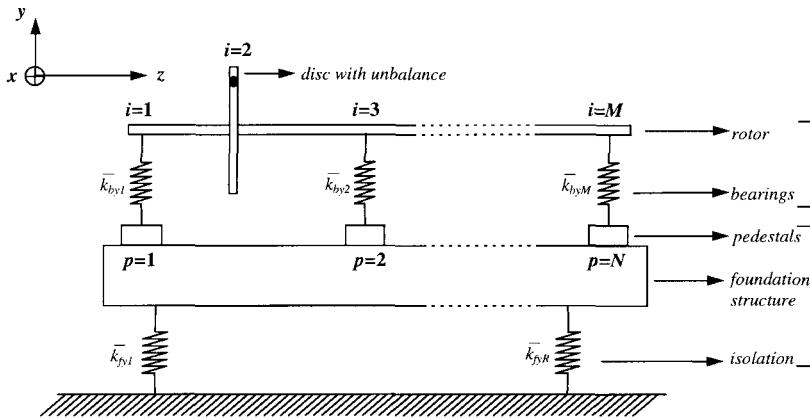 y
i=2
x
z
disc with unbalance
i=1
i=3
i=M
rotor
k̅by1
k̅by2
k̅byM
bearings
pedestals
p=1
p=2
p=N
foundation
structure
k̅fy1
k̅fyR
isolation